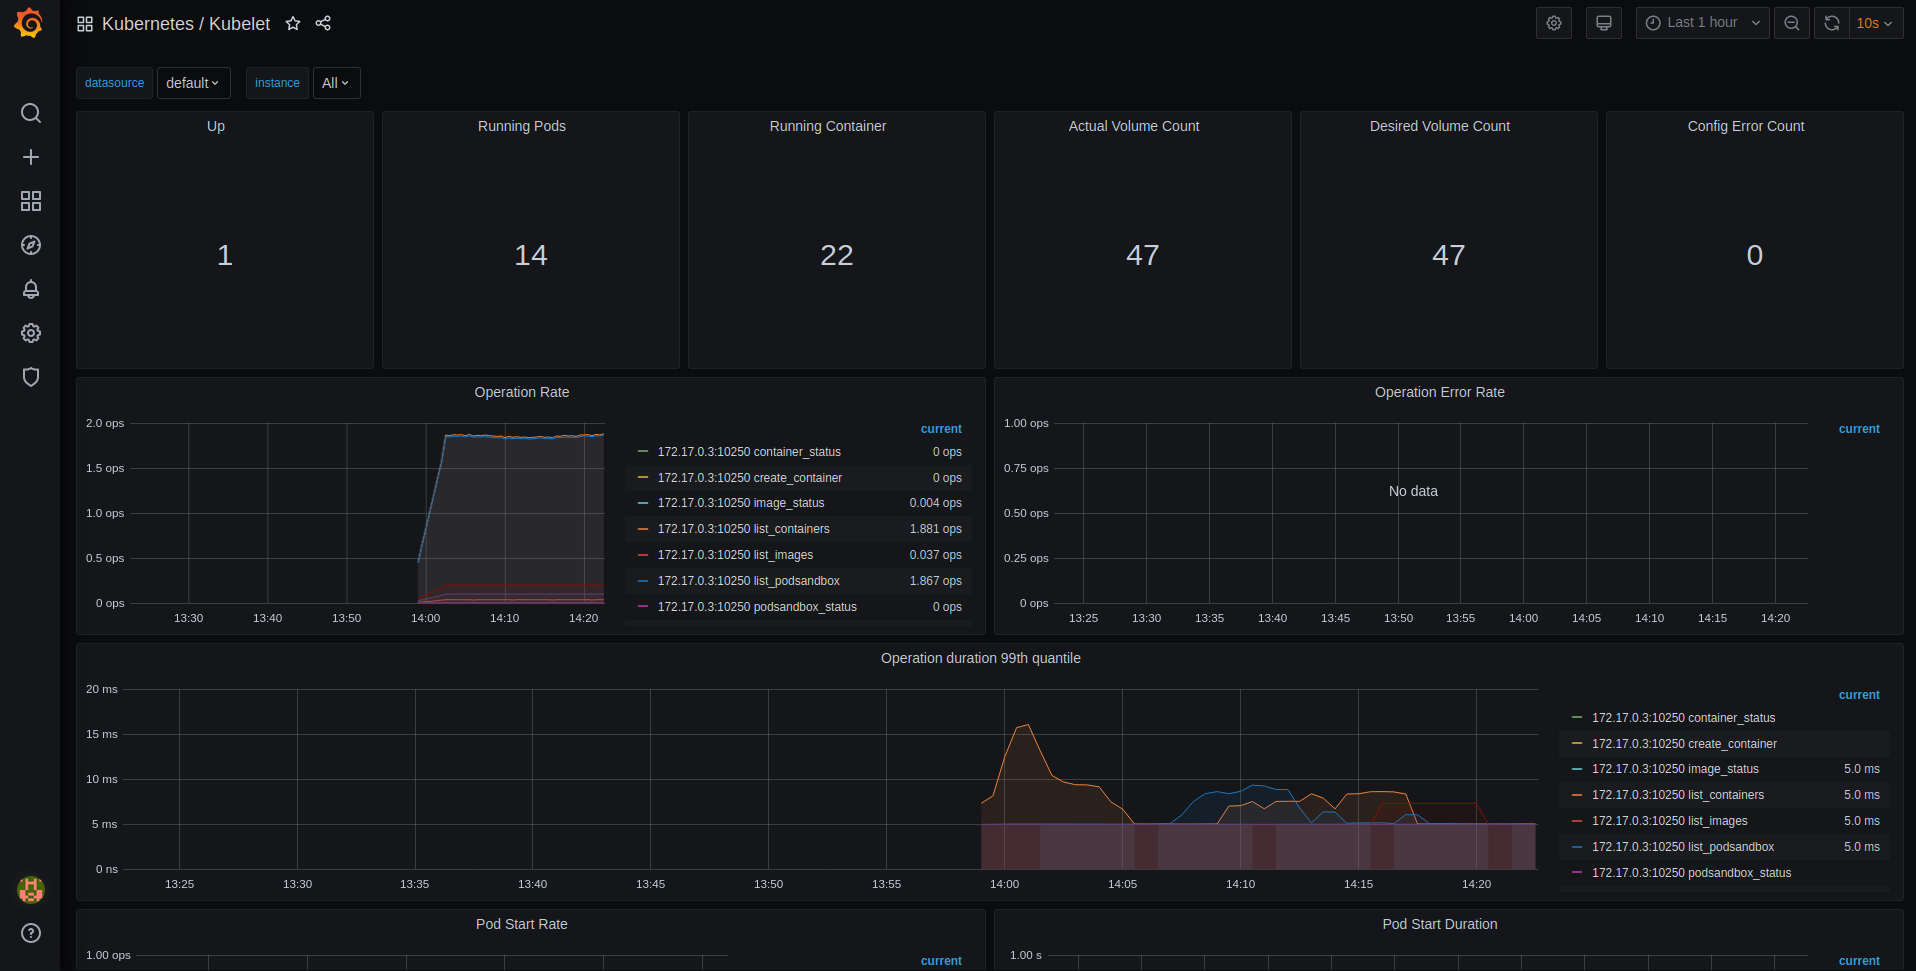 Kubernetes / Kubelet
Last 1 hour
10s
datasource
default
instance
All
Up
Running Pods
Running Container
Actual Volume Count
Desired Volume Count
Config Error Count
1
14
22
47
47
0
Operation Rate
2.0 ops
1.5 ops
1.0 ops
0.5 ops
0 ops
13:30 13:40 13:50 14:00 14:10 14:20
current
172.17.0.3:10250 container_status 0 ops
172.17.0.3:10250 create_container 0 ops
172.17.0.3:10250 image_status 0.004 ops
172.17.0.3:10250 list_containers 1.881 ops
172.17.0.3:10250 list_images 0.037 ops
172.17.0.3:10250 list_podsandbox 1.867 ops
172.17.0.3:10250 podsandbox_status 0 ops
Operation Error Rate
1.00 ops
0.75 ops
0.50 ops
0.25 ops
0 ops
No data
13:25 13:30 13:35 13:40 13:45 13:50 13:55 14:00 14:05 14:10 14:15 14:20
current
Operation duration 99th quantile
20 ms
15 ms
10 ms
5 ms
0 ns
13:25 13:30 13:35 13:40 13:45 13:50 13:55 14:00 14:05 14:10 14:15 14:20
current
172.17.0.3:10250 container_status
172.17.0.3:10250 create_container
172.17.0.3:10250 image_status 5.0 ms
172.17.0.3:10250 list_containers 5.0 ms
172.17.0.3:10250 list_images 5.0 ms
172.17.0.3:10250 list_podsandbox 5.0 ms
172.17.0.3:10250 podsandbox_status
Pod Start Rate
1.00 ops
current
Pod Start Duration
1.00 s
current